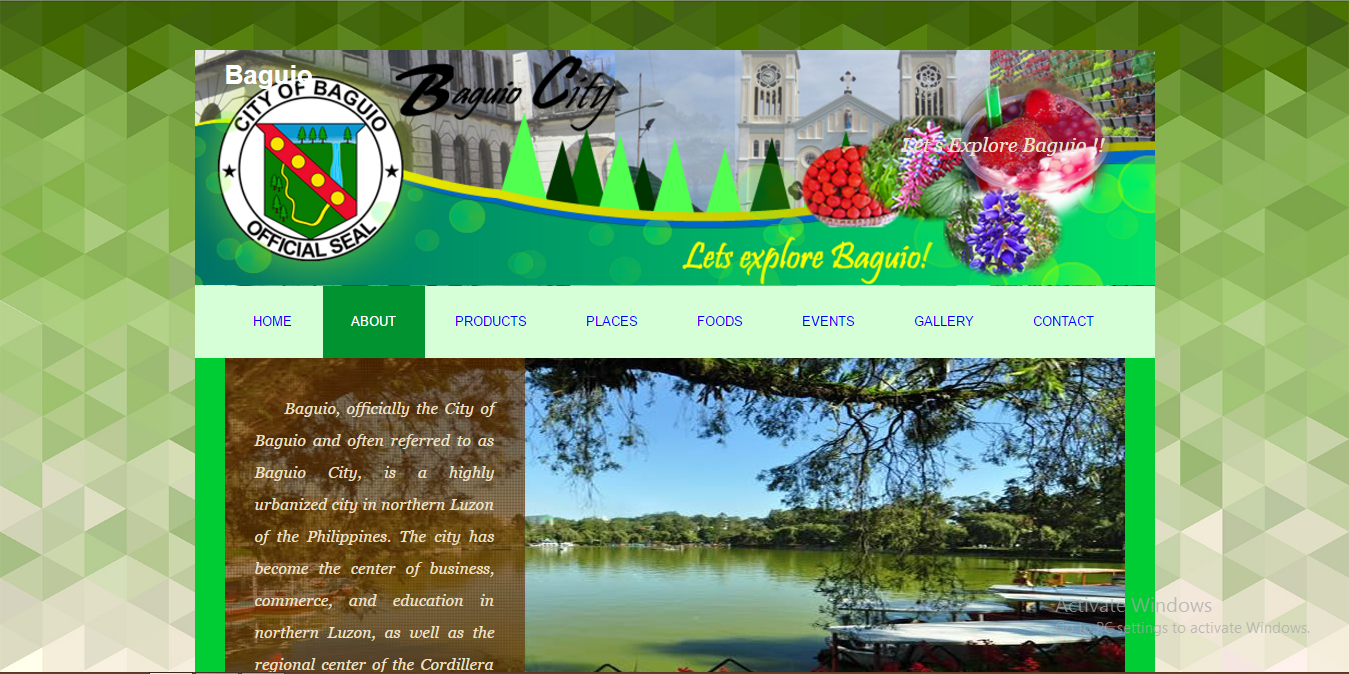 Baguio
Baguio City
CITY OF BAGUIO
OFFICIAL SEAL
Let's Explore Baguio !!
Lets explore Baguio!
HOME ABOUT PRODUCTS PLACES FOODS EVENTS GALLERY CONTACT
Baguio, officially the City of
Baguio and often referred to as
Baguio City, is a highly
urbanized city in northern Luzon
of the Philippines. The city has
become the center of business,
commerce, and education in
northern Luzon, as well as the
regional center of the Cordillera
Activate Windows
PC settings to activate Windows.